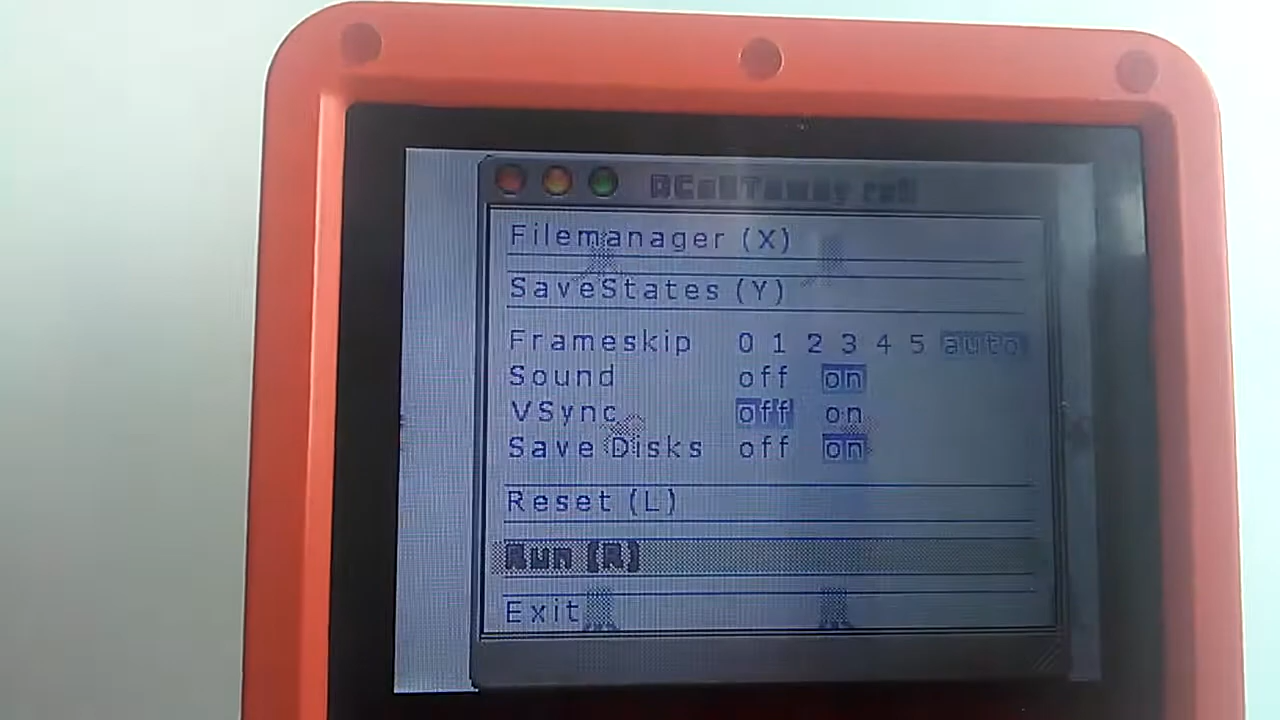 Filemanager (X)
SaveStates (Y)
Frameskip 0 1 2 3 4 5 auto
Sound off on
VSync off on
Save Disks off on
Reset (L)
Run (R)
Exit